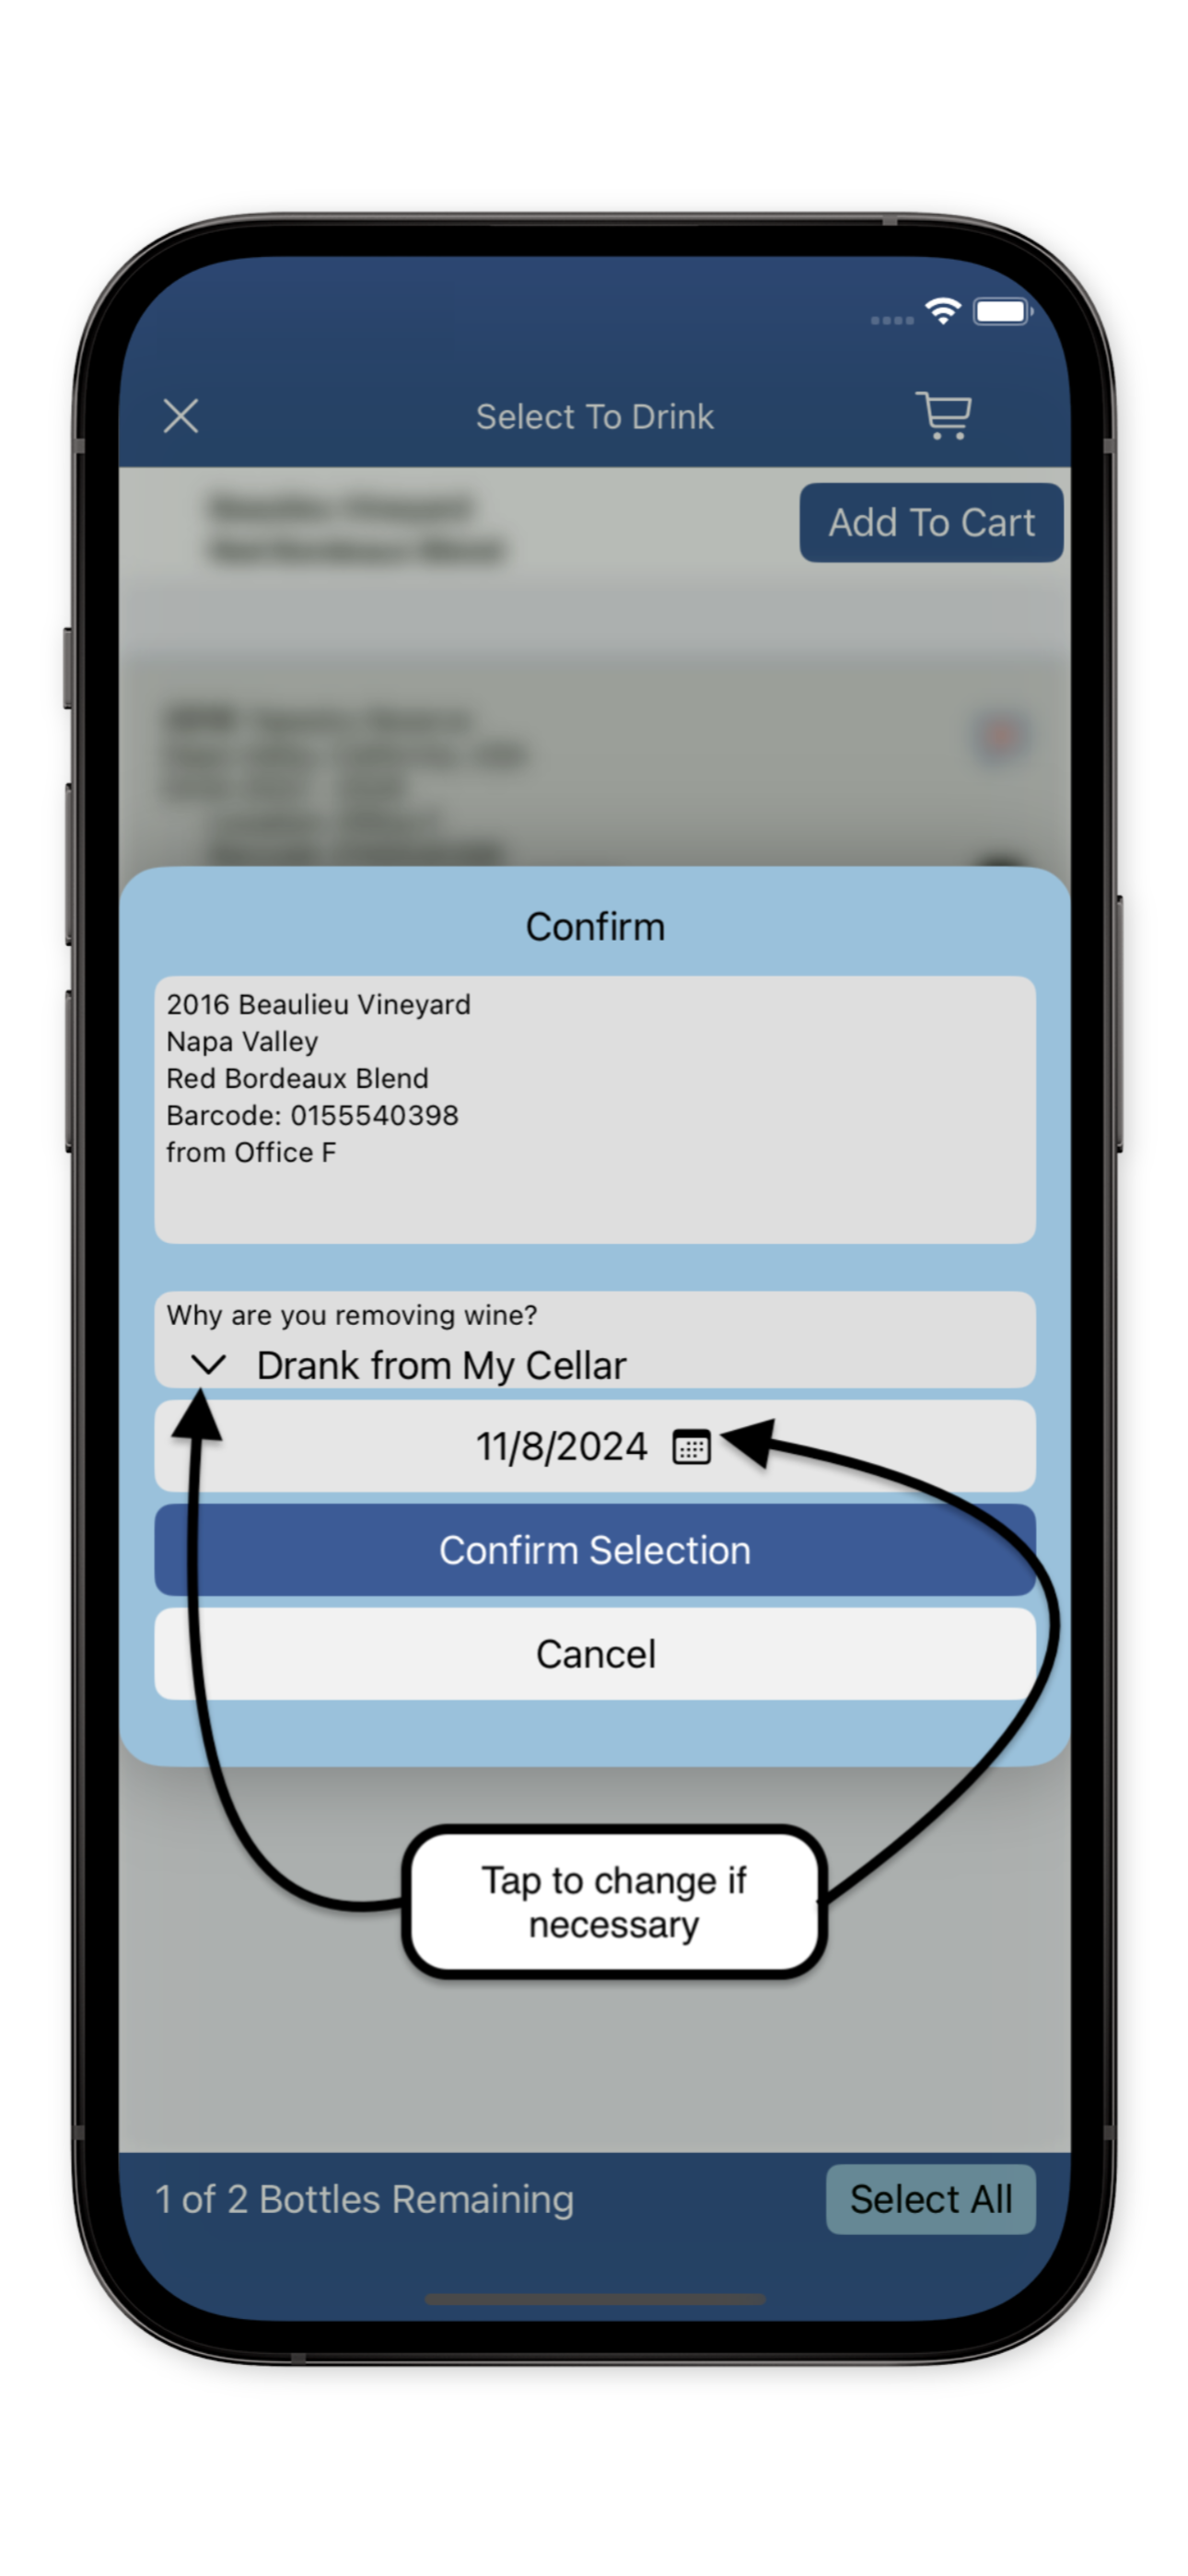 Select To Drink
Add To Cart
Confirm
2016 Beaulieu Vineyard
Napa Valley
Red Bordeaux Blend
Barcode: 0155540398
from Office F
Why are you removing wine?
Drank from My Cellar
11/8/2024
Confirm Selection
Cancel
Tap to change if
necessary
1 of 2 Bottles Remaining
Select All